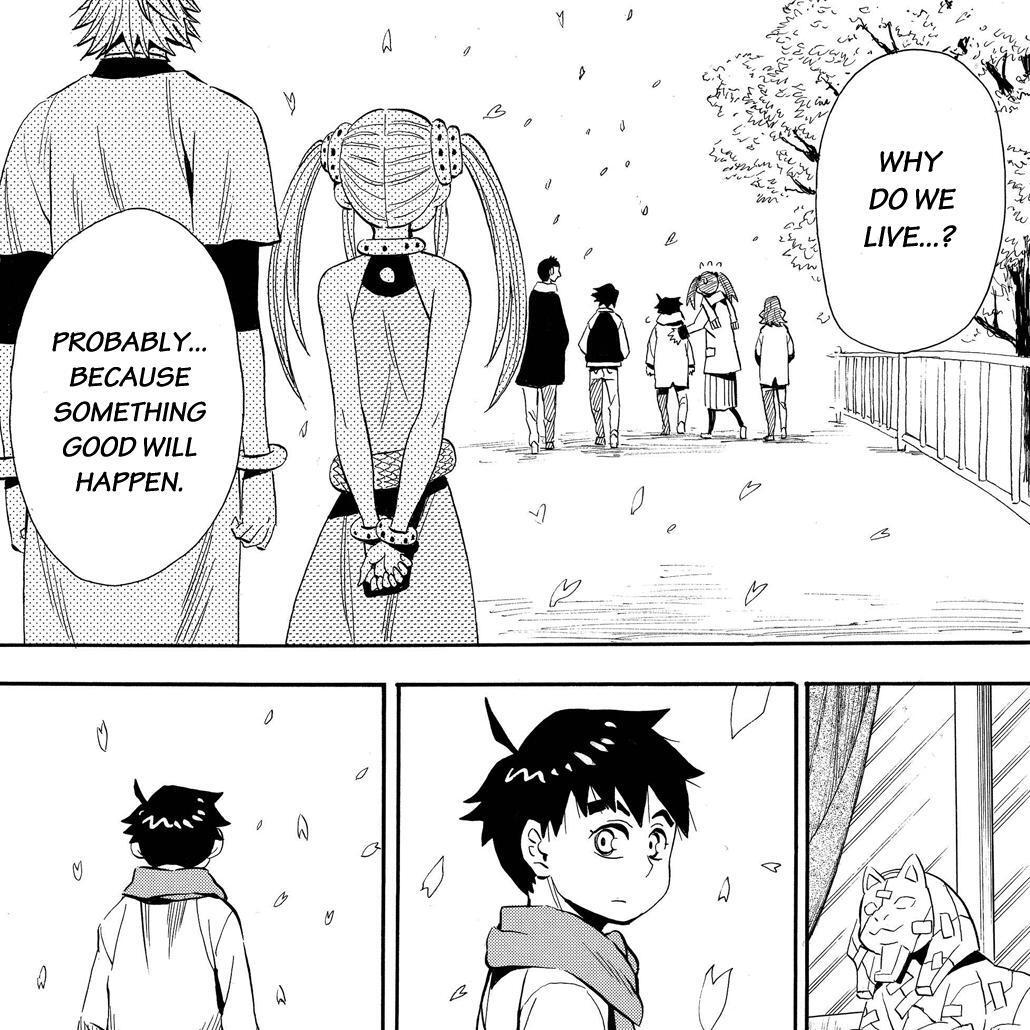 WHY
DO WE
LIVE...?
PROBABLY...
BECAUSE
SOMETHING
GOOD WILL
HAPPEN.